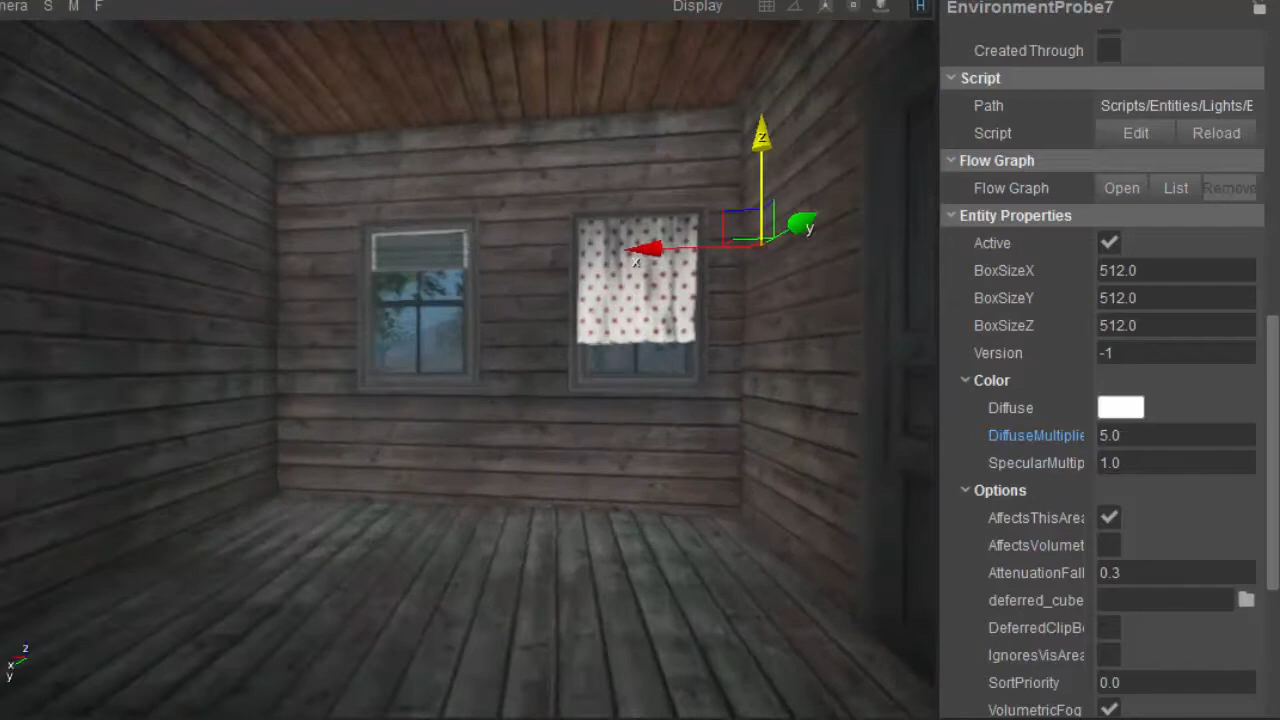 mera S M F Display H
EnvironmentProbe7
Created Through
Script
Path Scripts/Entities/Lights/E
Script Edit Reload
Flow Graph
Flow Graph Open List Remove
Entity Properties
Active
BoxSizeX 512.0
BoxSizeY 512.0
BoxSizeZ 512.0
Version -1
Color
Diffuse
DiffuseMultiplie 5.0
SpecularMultip 1.0
Options
AffectsThisArea
AffectsVolumet
AttenuationFall 0.3
deferred_cube
DeferredClipBo
IgnoresVisArea
SortPriority 0.0
VolumetricFog
z
x
y
z
x
y